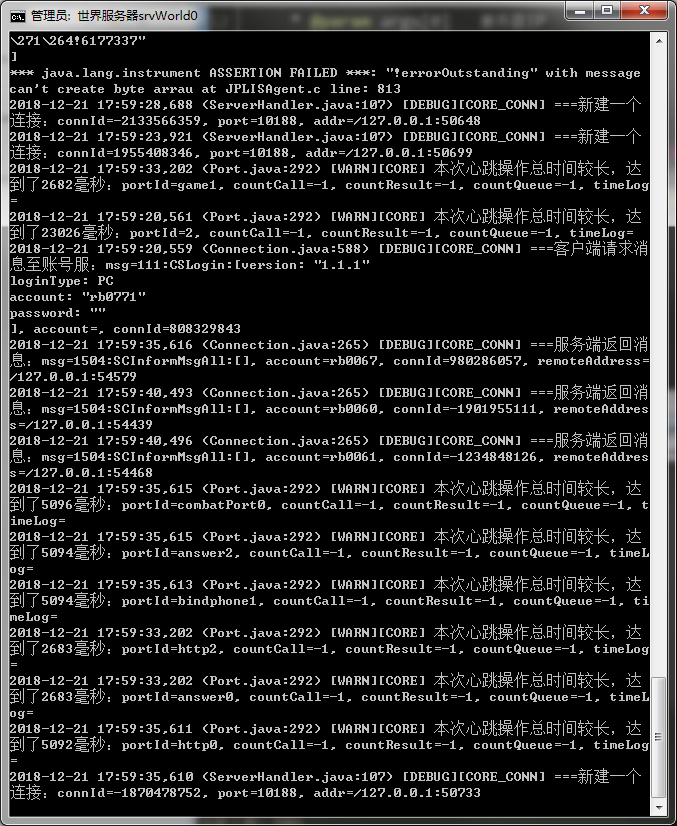 管理员: 世界服务器srvWorld0
\271\264!6177337"
]
*** java.lang.instrument ASSERTION FAILED ***: "!errorOutstanding" with message
can't create byte arrau at JPLISAgent.c line: 813
2018-12-21 17:59:28,688 (ServerHandler.java:107) [DEBUG][CORE_CONN] ===新建一个
连接：connId=-2133566359, port=10188, addr=/127.0.0.1:50648
2018-12-21 17:59:23,921 (ServerHandler.java:107) [DEBUG][CORE_CONN] ===新建一个
连接：connId=1955408346, port=10188, addr=/127.0.0.1:50699
2018-12-21 17:59:33,202 (Port.java:292) [WARN][CORE] 本次心跳操作总时间较长，达
到了2682毫秒：portId=game1, countCall=-1, countResult=-1, countQueue=-1, timeLog
=
2018-12-21 17:59:20,561 (Port.java:292) [WARN][CORE] 本次心跳操作总时间较长，达
到了23026毫秒：portId=2, countCall=-1, countResult=-1, countQueue=-1, timeLog=
2018-12-21 17:59:20,559 (Connection.java:588) [DEBUG][CORE_CONN] ===客户端请求消
息至账号服：msg=111:CSLogin:[version: "1.1.1"
loginType: PC
account: "rb0771"
password: ""
], account=, connId=808329843
2018-12-21 17:59:35,616 (Connection.java:265) [DEBUG][CORE_CONN] ===服务端返回消
息：msg=1504:SCInformMsgAll:[], account=rb0067, connId=980286057, remoteAddress=
/127.0.0.1:54579
2018-12-21 17:59:40,493 (Connection.java:265) [DEBUG][CORE_CONN] ===服务端返回消
息：msg=1504:SCInformMsgAll:[], account=rb0060, connId=-1901955111, remoteAddres
s=/127.0.0.1:54439
2018-12-21 17:59:40,496 (Connection.java:265) [DEBUG][CORE_CONN] ===服务端返回消
息：msg=1504:SCInformMsgAll:[], account=rb0061, connId=-1234848126, remoteAddres
s=/127.0.0.1:54468
2018-12-21 17:59:35,615 (Port.java:292) [WARN][CORE] 本次心跳操作总时间较长，达
到了5096毫秒：portId=combatPort0, countCall=-1, countResult=-1, countQueue=-1, t
imeLog=
2018-12-21 17:59:35,615 (Port.java:292) [WARN][CORE] 本次心跳操作总时间较长，达
到了5094毫秒：portId=answer2, countCall=-1, countResult=-1, countQueue=-1, timeL
og=
2018-12-21 17:59:35,613 (Port.java:292) [WARN][CORE] 本次心跳操作总时间较长，达
到了5094毫秒：portId=bindphone1, countCall=-1, countResult=-1, countQueue=-1, ti
meLog=
2018-12-21 17:59:33,202 (Port.java:292) [WARN][CORE] 本次心跳操作总时间较长，达
到了2683毫秒：portId=http2, countCall=-1, countResult=-1, countQueue=-1, timeLog
=
2018-12-21 17:59:33,202 (Port.java:292) [WARN][CORE] 本次心跳操作总时间较长，达
到了2683毫秒：portId=answer0, countCall=-1, countResult=-1, countQueue=-1, timeL
og=
2018-12-21 17:59:35,611 (Port.java:292) [WARN][CORE] 本次心跳操作总时间较长，达
到了5092毫秒：portId=http0, countCall=-1, countResult=-1, countQueue=-1, timeLog
=
2018-12-21 17:59:35,610 (ServerHandler.java:107) [DEBUG][CORE_CONN] ===新建一个
连接：connId=-1870478752, port=10188, addr=/127.0.0.1:50733